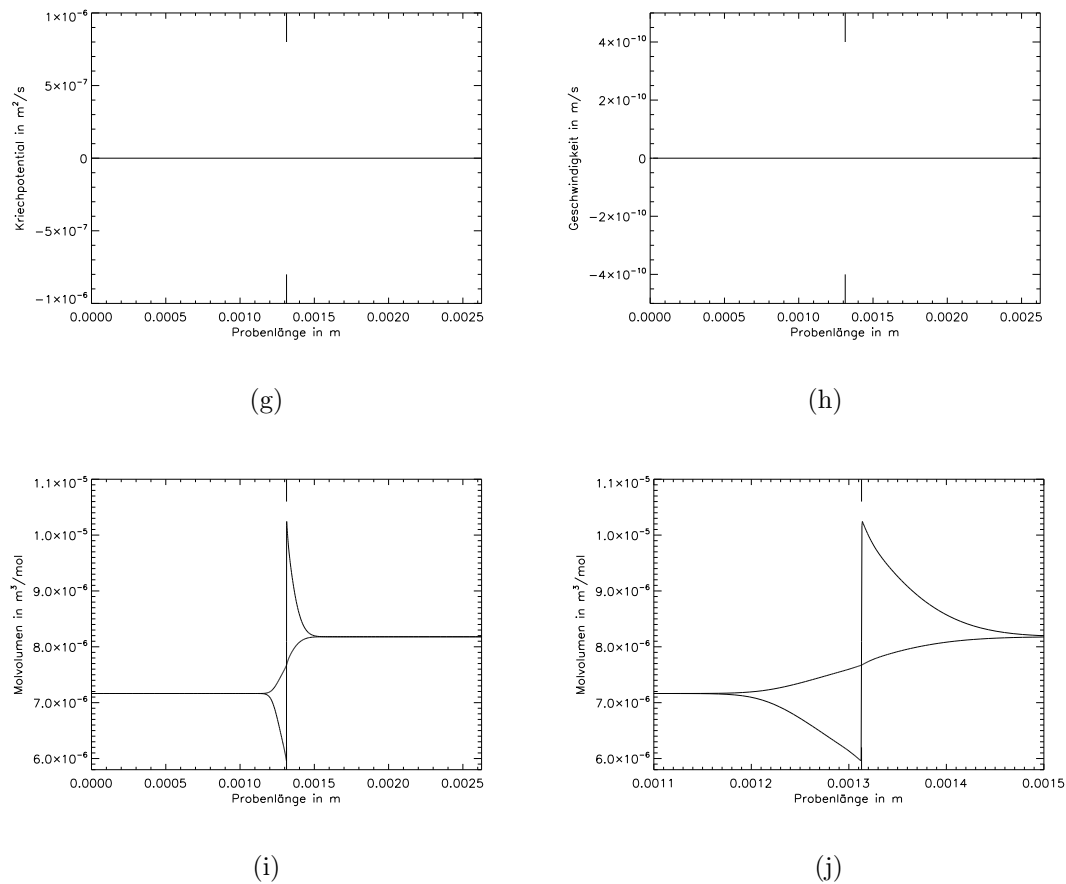 1×10⁻⁶
5×10⁻⁷
0
−5×10⁻⁷
−1×10⁻⁶
Kriechpotential in m²/s
0.0000 0.0005 0.0010 0.0015 0.0020 0.0025
Probenlänge in m
(g)
4×10⁻¹⁰
2×10⁻¹⁰
0
−2×10⁻¹⁰
−4×10⁻¹⁰
Geschwindigkeit in m/s
0.0000 0.0005 0.0010 0.0015 0.0020 0.0025
Probenlänge in m
(h)
1.1×10⁻⁵
1.0×10⁻⁵
9.0×10⁻⁶
8.0×10⁻⁶
7.0×10⁻⁶
6.0×10⁻⁶
Molvolumen in m³/mol
0.0000 0.0005 0.0010 0.0015 0.0020 0.0025
Probenlänge in m
(i)
1.1×10⁻⁵
1.0×10⁻⁵
9.0×10⁻⁶
8.0×10⁻⁶
7.0×10⁻⁶
6.0×10⁻⁶
Molvolumen in m³/mol
0.0011 0.0012 0.0013 0.0014 0.0015
Probenlänge in m
(j)